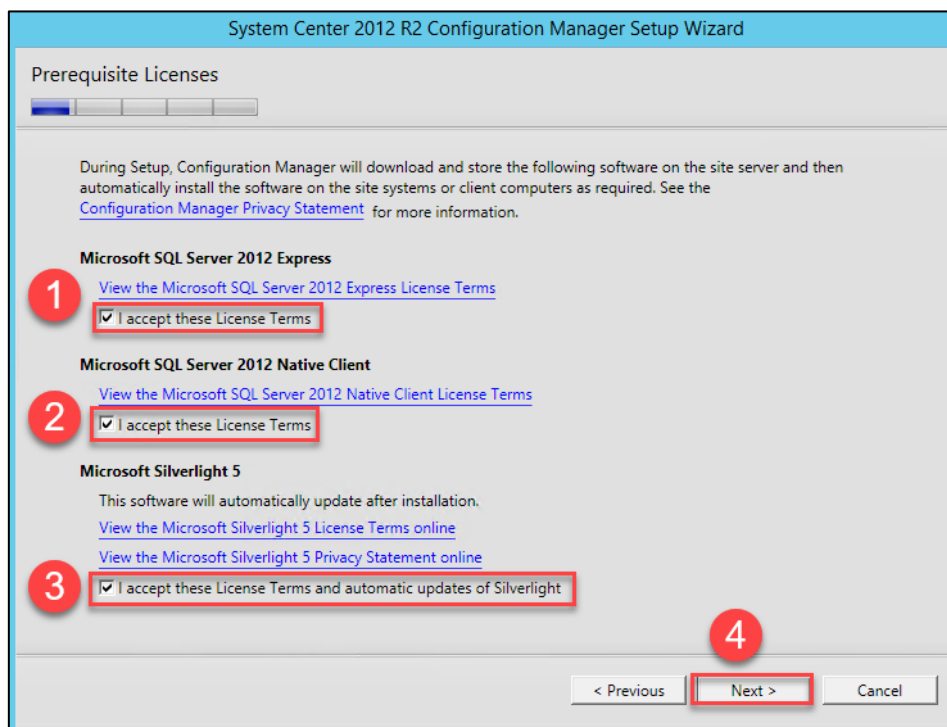 System Center 2012 R2 Configuration Manager Setup Wizard
Prerequisite Licenses
During Setup, Configuration Manager will download and store the following software on the site server and then
automatically install the software on the site systems or client computers as required. See the
Configuration Manager Privacy Statement for more information.
Microsoft SQL Server 2012 Express
View the Microsoft SQL Server 2012 Express License Terms
1
I accept these License Terms
Microsoft SQL Server 2012 Native Client
View the Microsoft SQL Server 2012 Native Client License Terms
2
I accept these License Terms
Microsoft Silverlight 5
This software will automatically update after installation.
View the Microsoft Silverlight 5 License Terms online
View the Microsoft Silverlight 5 Privacy Statement online
3
I accept these License Terms and automatic updates of Silverlight
4
< Previous
Next >
Cancel